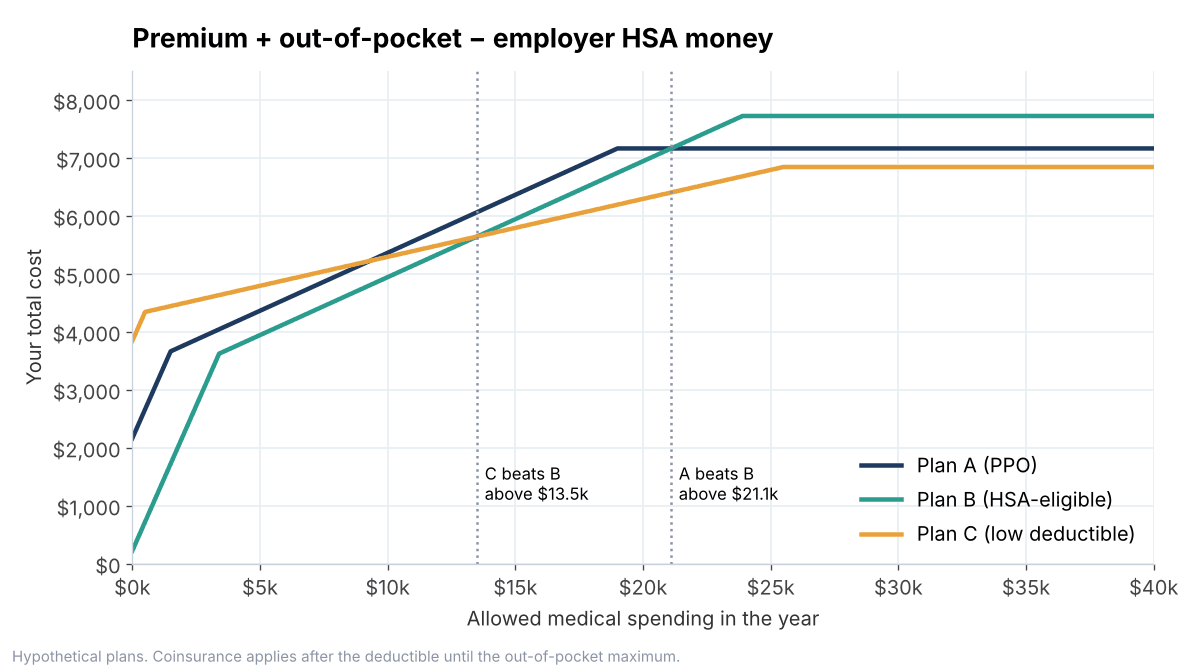 Premium + out-of-pocket – employer HSA money
Your total cost
$8,000
$7,000
$6,000
$5,000
$4,000
$3,000
$2,000
$1,000
$0
C beats B
above $13.5k
A beats B
above $21.1k
Plan A (PPO)
Plan B (HSA-eligible)
Plan C (low deductible)
$0k $5k $10k $15k $20k $25k $30k $35k $40k
Allowed medical spending in the year
Hypothetical plans. Coinsurance applies after the deductible until the out-of-pocket maximum.